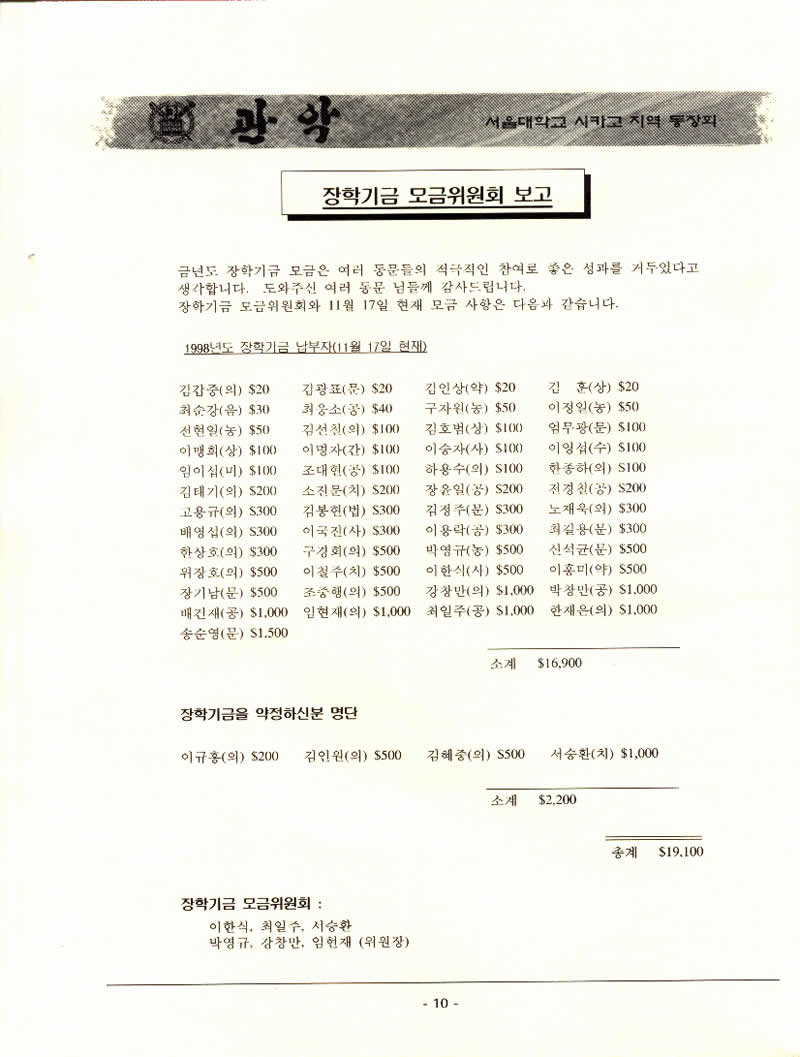 관악
서울대학교 시카고 지역 동창회
장학기금 모금위원회 보고
금년도 장학기금 모금은 여러 동문들의 적극적인 참여로 좋은 성과를 거두었다고
생각합니다. 도와주신 여러 동문 님들께 감사드립니다.
장학기금 모금위원회와 11월 17일 현재 모금 사항은 다음과 같습니다.
1998년도 장학기금 납부자(11월 17일 현재)
김갑중(의) $20 김광표(문) $20 김인상(약) $20 김 훈(상) $20
최순강(음) $30 최웅소(공) $40 구자원(농) $50 이정일(농) $50
전현일(농) $50 김선친(의) $100 김호범(상) $100 엄무광(문) $100
이맹희(상) $100 이명자(간) $100 이승자(사) $100 이영섭(수) $100
임이섭(미) $100 조대현(공) $100 하용수(의) $100 한종하(의) $100
김태기(의) $200 소진문(치) $200 장윤일(공) $200 전경철(공) $200
고용규(의) $300 김봉현(법) $300 김정주(문) $300 노재욱(의) $300
배영섭(의) $300 이국진(사) $300 이용락(공) $300 최길용(문) $300
한상호(의) $300 구경회(의) $500 박영규(농) $500 신석균(문) $500
위장호(의) $500 이철주(치) $500 이한식(사) $500 이홍미(약) $500
장기남(문) $500 조중행(의) $500 강창만(의) $1,000 박창만(공) $1,000
배긴재(공) $1,000 임현재(의) $1,000 최일주(공) $1,000 한재은(의) $1,000
송순영(문) $1,500
소계 $16,900
장학기금을 약정하신분 명단
이규홍(의) $200 김인원(의) $500 김혜중(의) $500 서승환(치) $1,000
소계 $2,200
총계 $19,100
장학기금 모금위원회 :
이한식, 최일주, 서승환
박영규, 강창만, 임헌재 (위원장)
- 10 -